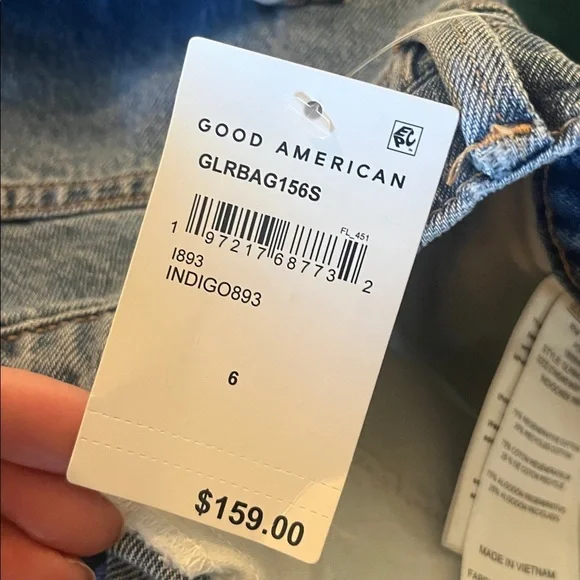 GOOD AMERICAN
GLRBAG156S
FL_451
1 97217 68773 2
I893
INDIGO893
6
$159.00
MADE IN VIETNAM